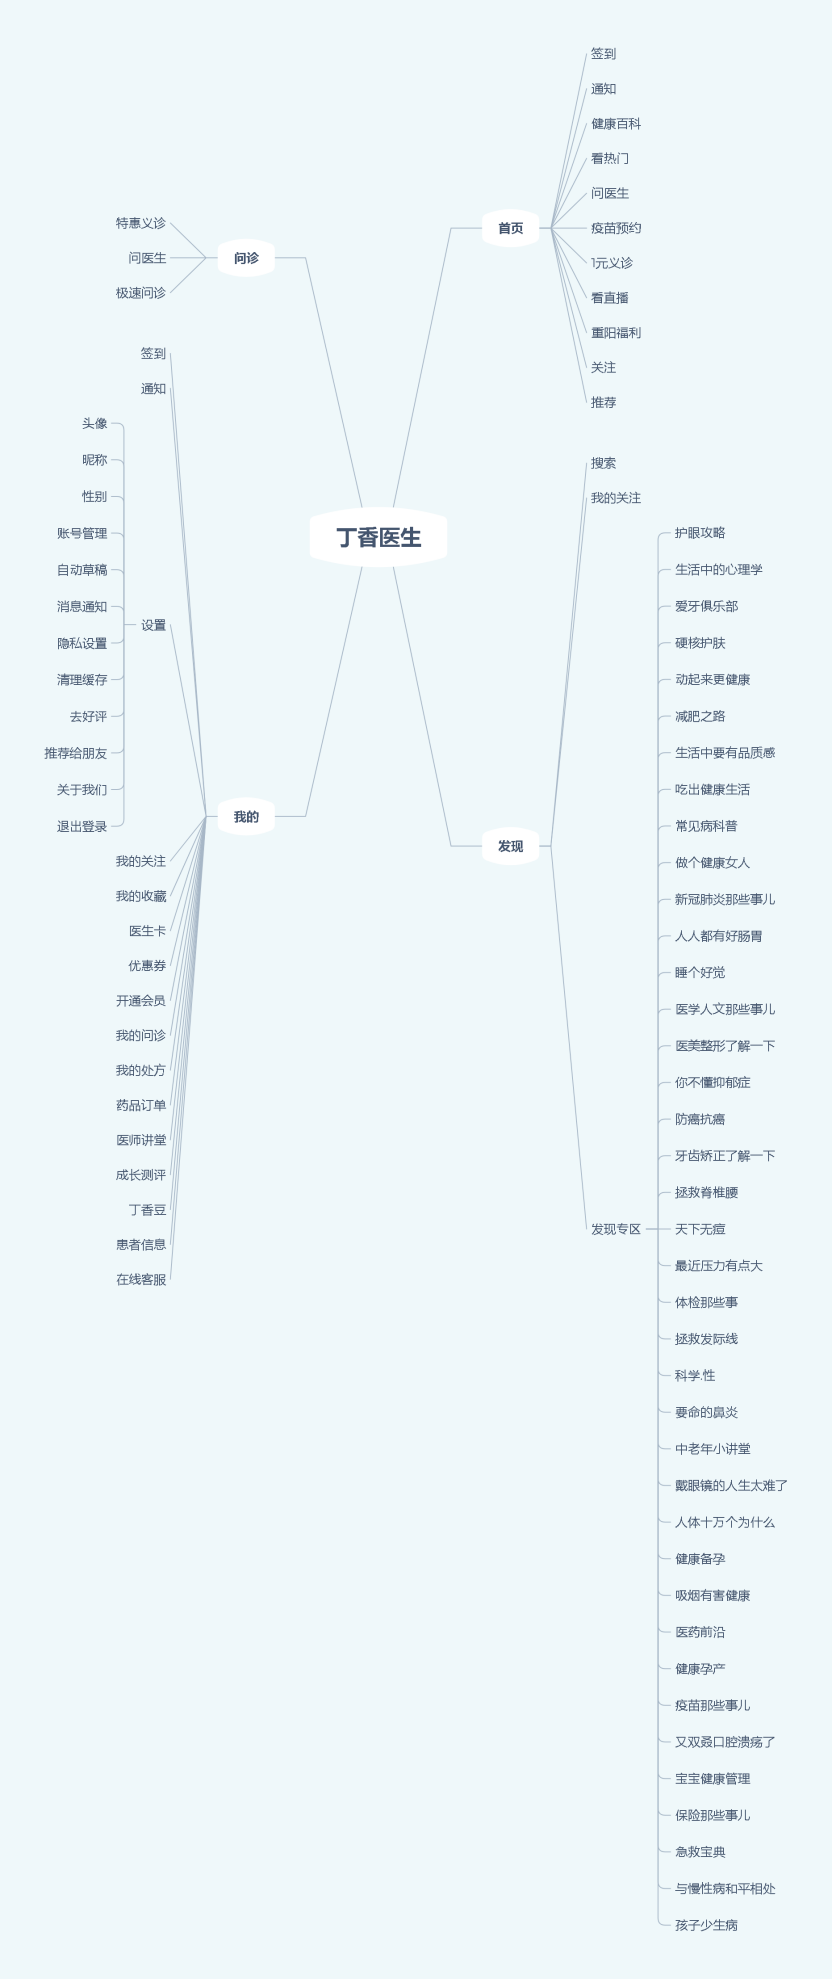 丁香医生
首页
签到
通知
健康百科
看热门
问医生
疫苗预约
1元义诊
看直播
重阳福利
关注
推荐
发现
搜索
我的关注
发现专区
护眼攻略
生活中的心理学
爱牙俱乐部
硬核护肤
动起来更健康
减肥之路
生活中要有品质感
吃出健康生活
常见病科普
做个健康女人
新冠肺炎那些事儿
人人都有好肠胃
睡个好觉
医学人文那些事儿
医美整形了解一下
你不懂抑郁症
防癌抗癌
牙齿矫正了解一下
拯救脊椎腰
天下无痘
最近压力有点大
体检那些事
拯救发际线
科学.性
要命的鼻炎
中老年小讲堂
戴眼镜的人生太难了
人体十万个为什么
健康备孕
吸烟有害健康
医药前沿
健康孕产
疫苗那些事儿
又双叒口腔溃疡了
宝宝健康管理
保险那些事儿
急救宝典
与慢性病和平相处
孩子少生病
问诊
特惠义诊
问医生
极速问诊
我的
签到
通知
设置
头像
昵称
性别
账号管理
自动草稿
消息通知
隐私设置
清理缓存
去好评
推荐给朋友
关于我们
退出登录
我的关注
我的收藏
医生卡
优惠券
开通会员
我的问诊
我的处方
药品订单
医师讲堂
成长测评
丁香豆
患者信息
在线客服